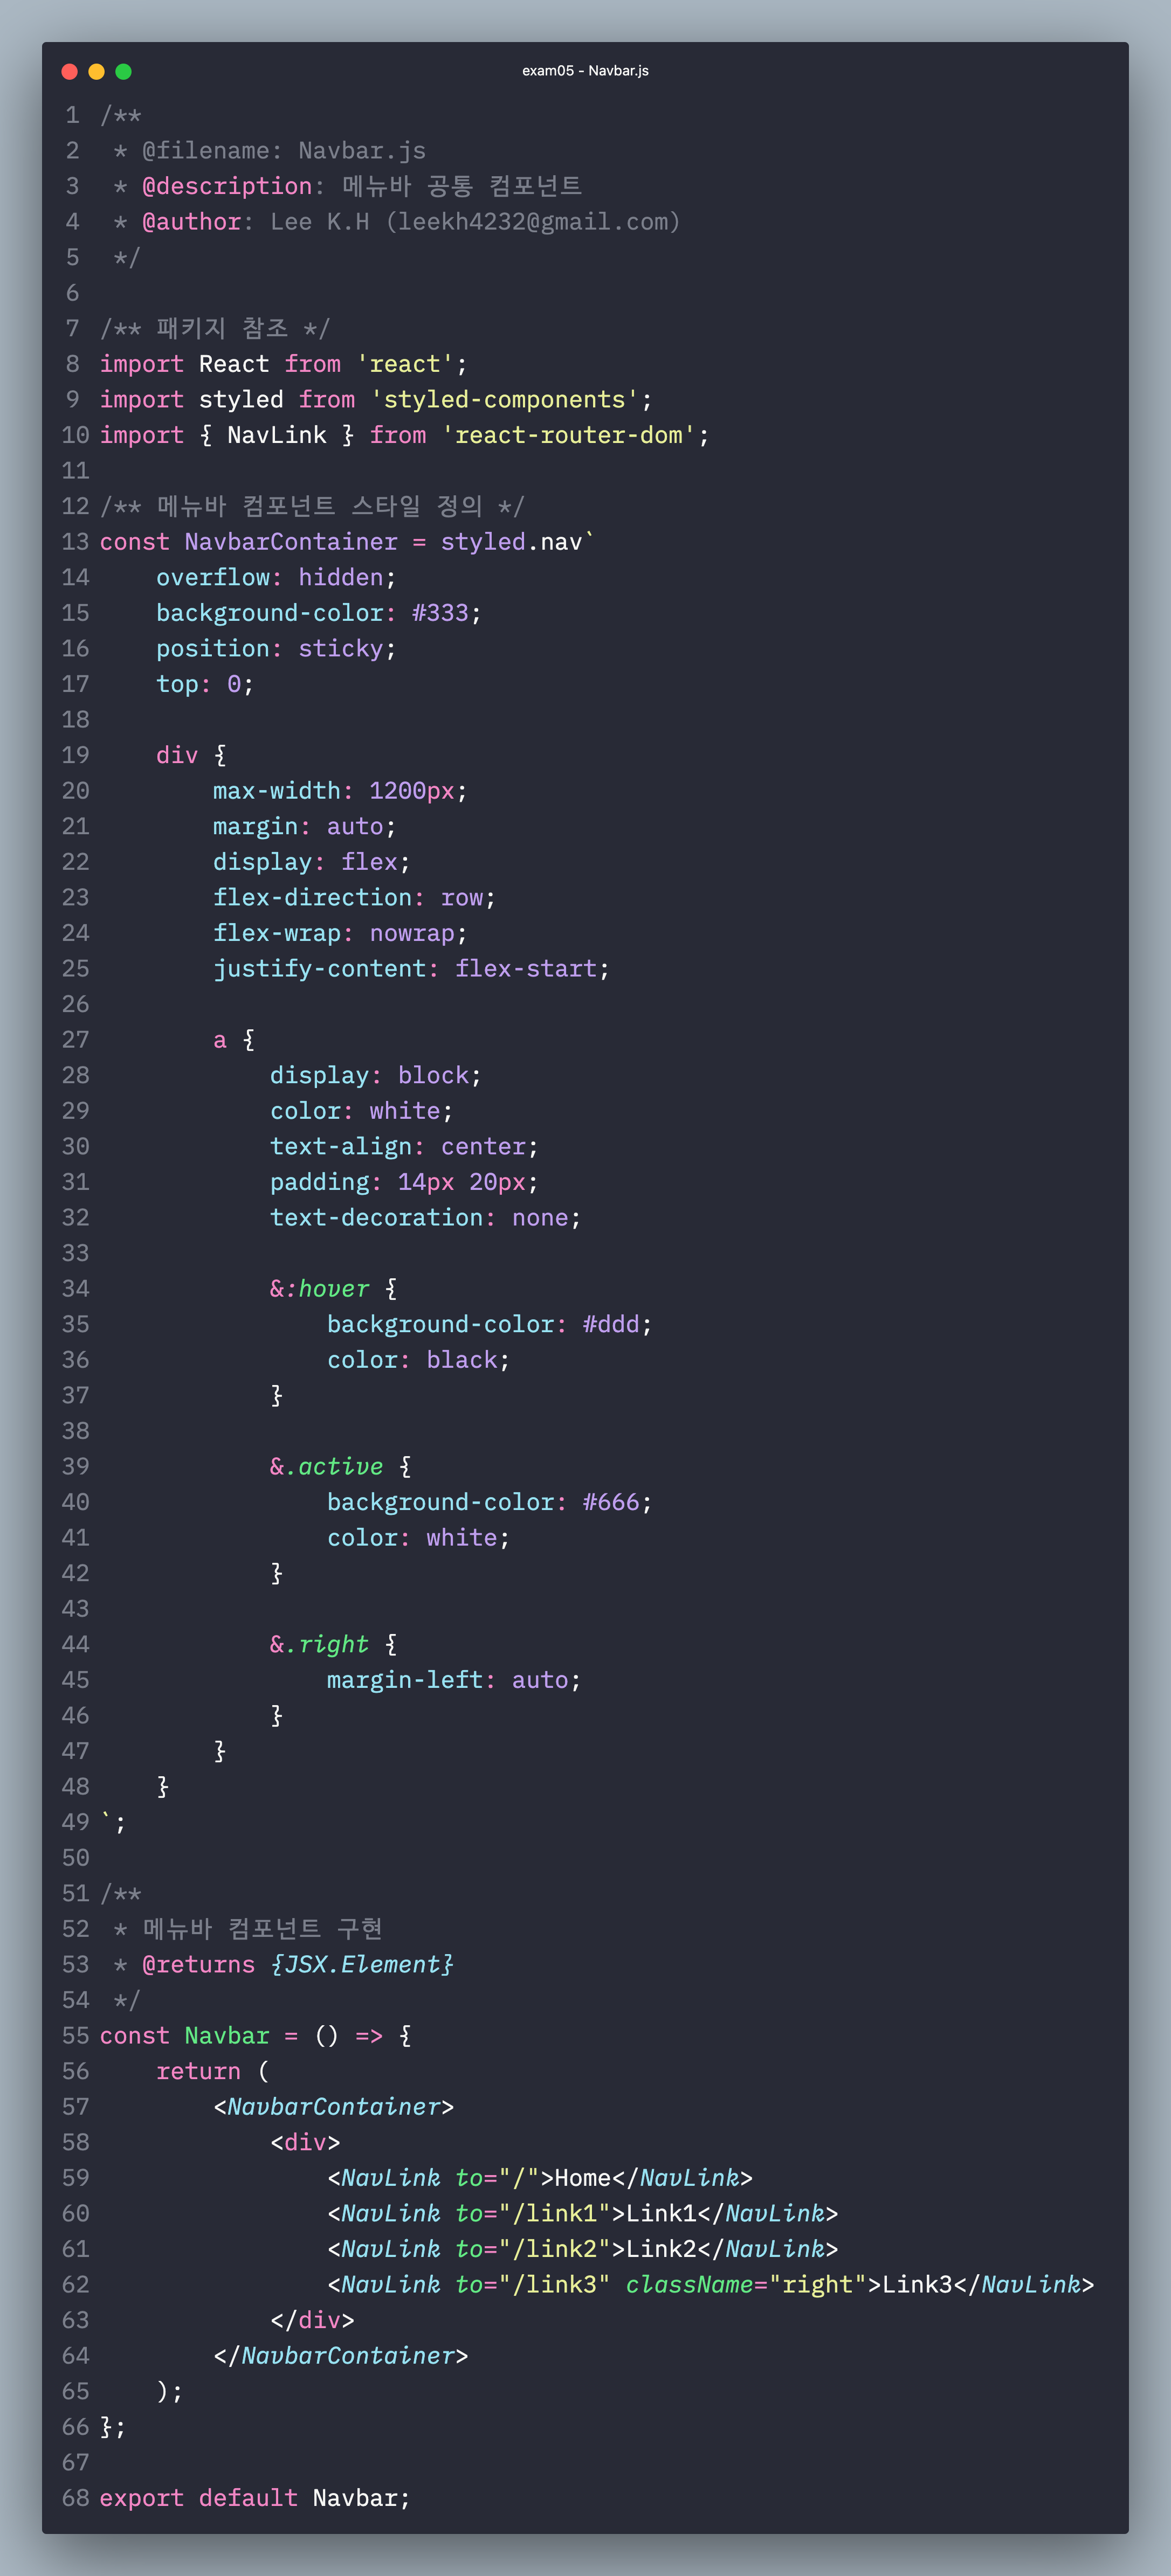 exam05 - Navbar.js
1 /**
2  * @filename: Navbar.js
3  * @description: 메뉴바 공통 컴포넌트
4  * @author: Lee K.H (leekh4232@gmail.com)
5  */
6
7 /** 패키지 참조 */
8 import React from 'react';
9 import styled from 'styled-components';
10 import { NavLink } from 'react-router-dom';
11
12 /** 메뉴바 컴포넌트 스타일 정의 */
13 const NavbarContainer = styled.nav`
14     overflow: hidden;
15     background-color: #333;
16     position: sticky;
17     top: 0;
18
19     div {
20         max-width: 1200px;
21         margin: auto;
22         display: flex;
23         flex-direction: row;
24         flex-wrap: nowrap;
25         justify-content: flex-start;
26
27         a {
28             display: block;
29             color: white;
30             text-align: center;
31             padding: 14px 20px;
32             text-decoration: none;
33
34             &:hover {
35                 background-color: #ddd;
36                 color: black;
37             }
38
39             &.active {
40                 background-color: #666;
41                 color: white;
42             }
43
44             &.right {
45                 margin-left: auto;
46             }
47         }
48     }
49 `;
50
51 /**
52  * 메뉴바 컴포넌트 구현
53  * @returns {JSX.Element}
54  */
55 const Navbar = () => {
56     return (
57         <NavbarContainer>
58             <div>
59                 <NavLink to="/">Home</NavLink>
60                 <NavLink to="/link1">Link1</NavLink>
61                 <NavLink to="/link2">Link2</NavLink>
62                 <NavLink to="/link3" className="right">Link3</NavLink>
63             </div>
64         </NavbarContainer>
65     );
66 };
67
68 export default Navbar;